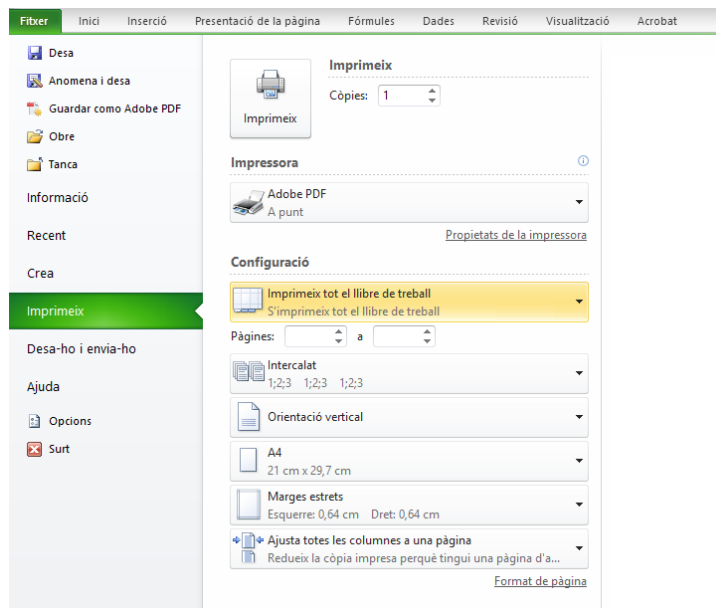 Fitxer Inici Inserció Presentació de la pàgina Fórmules Dades Revisió Visualització Acrobat
Desa
Anomena i desa
Guardar como Adobe PDF
Obre
Tanca
Informació
Recent
Crea
Imprimeix
Desa-ho i envia-ho
Ajuda
Opcions
Surt
Imprimeix
Imprimeix
Còpies: 1
Impressora
Adobe PDF
A punt
Propietats de la impressora
Configuració
Imprimeix tot el llibre de treball
S'imprimeix tot el llibre de treball
Pàgines: a
Intercalat
1;2;3 1;2;3 1;2;3
Orientació vertical
A4
21 cm x 29,7 cm
Marges estrets
Esquerre: 0,64 cm Dret: 0,64 cm
Ajusta totes les columnes a una pàgina
Redueix la còpia impresa perquè tingui una pàgina d'a...
Format de pàgina